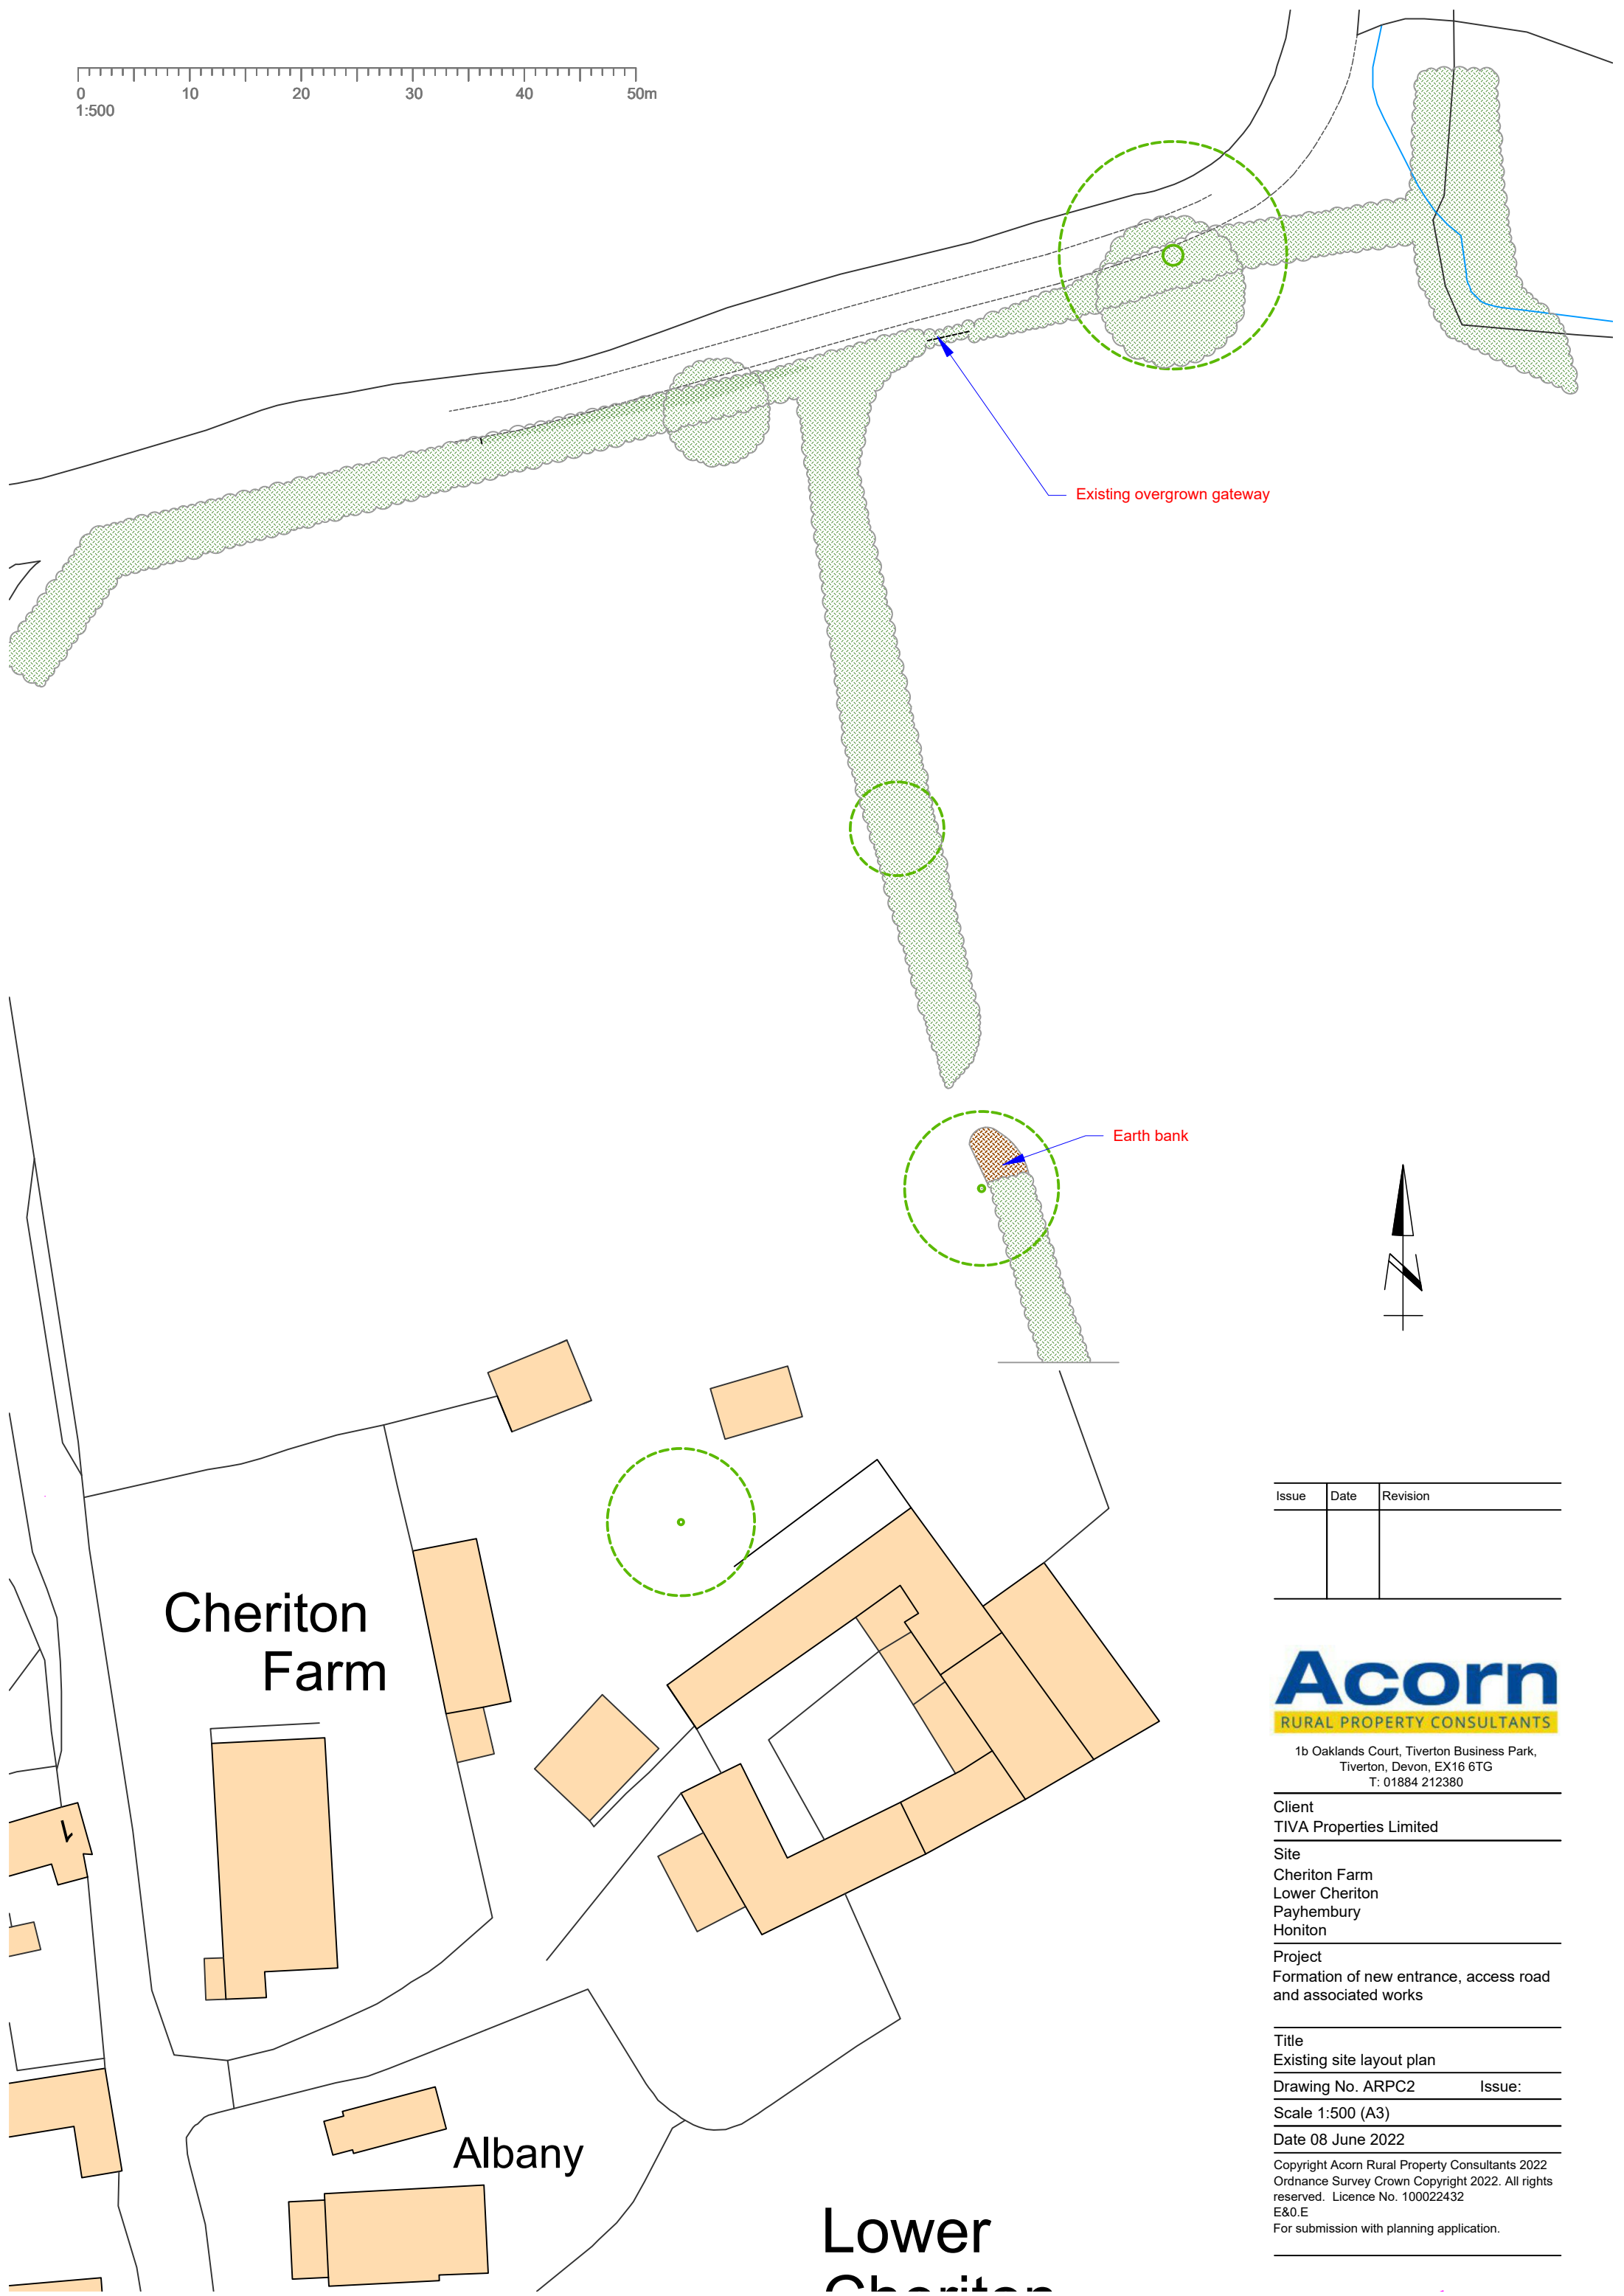 0 10 20 30 40 50m
1:500
Existing overgrown gateway
Earth bank
N
Issue Date Revision
Cheriton
Farm
Acorn
RURAL PROPERTY CONSULTANTS
1b Oaklands Court, Tiverton Business Park,
Tiverton, Devon, EX16 6TG
T: 01884 212380
Client
TIVA Properties Limited
Site
Cheriton Farm
Lower Cheriton
Payhembury
Honiton
Project
Formation of new entrance, access road
and associated works
Title
Existing site layout plan
Drawing No. ARPC2 Issue:
Scale 1:500 (A3)
Date 08 June 2022
Copyright Acorn Rural Property Consultants 2022
Ordnance Survey Crown Copyright 2022. All rights
reserved. Licence No. 100022432
E&0.E
For submission with planning application.
1
Albany
Lower
Cheriton